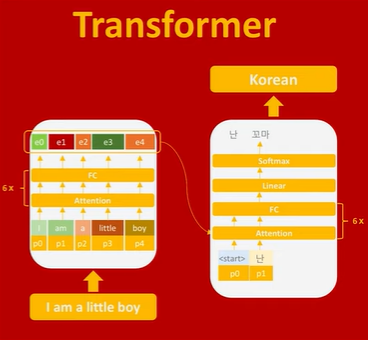 Transformer
Korean
난 꼬마
e0 e1 e2 e3 e4
Softmax
FC
Linear
6 x
Attention
FC
6 x
Attention
I am a little boy
p0 p1 p2 p3 p4
<start> 난
p0 p1
I am a little boy